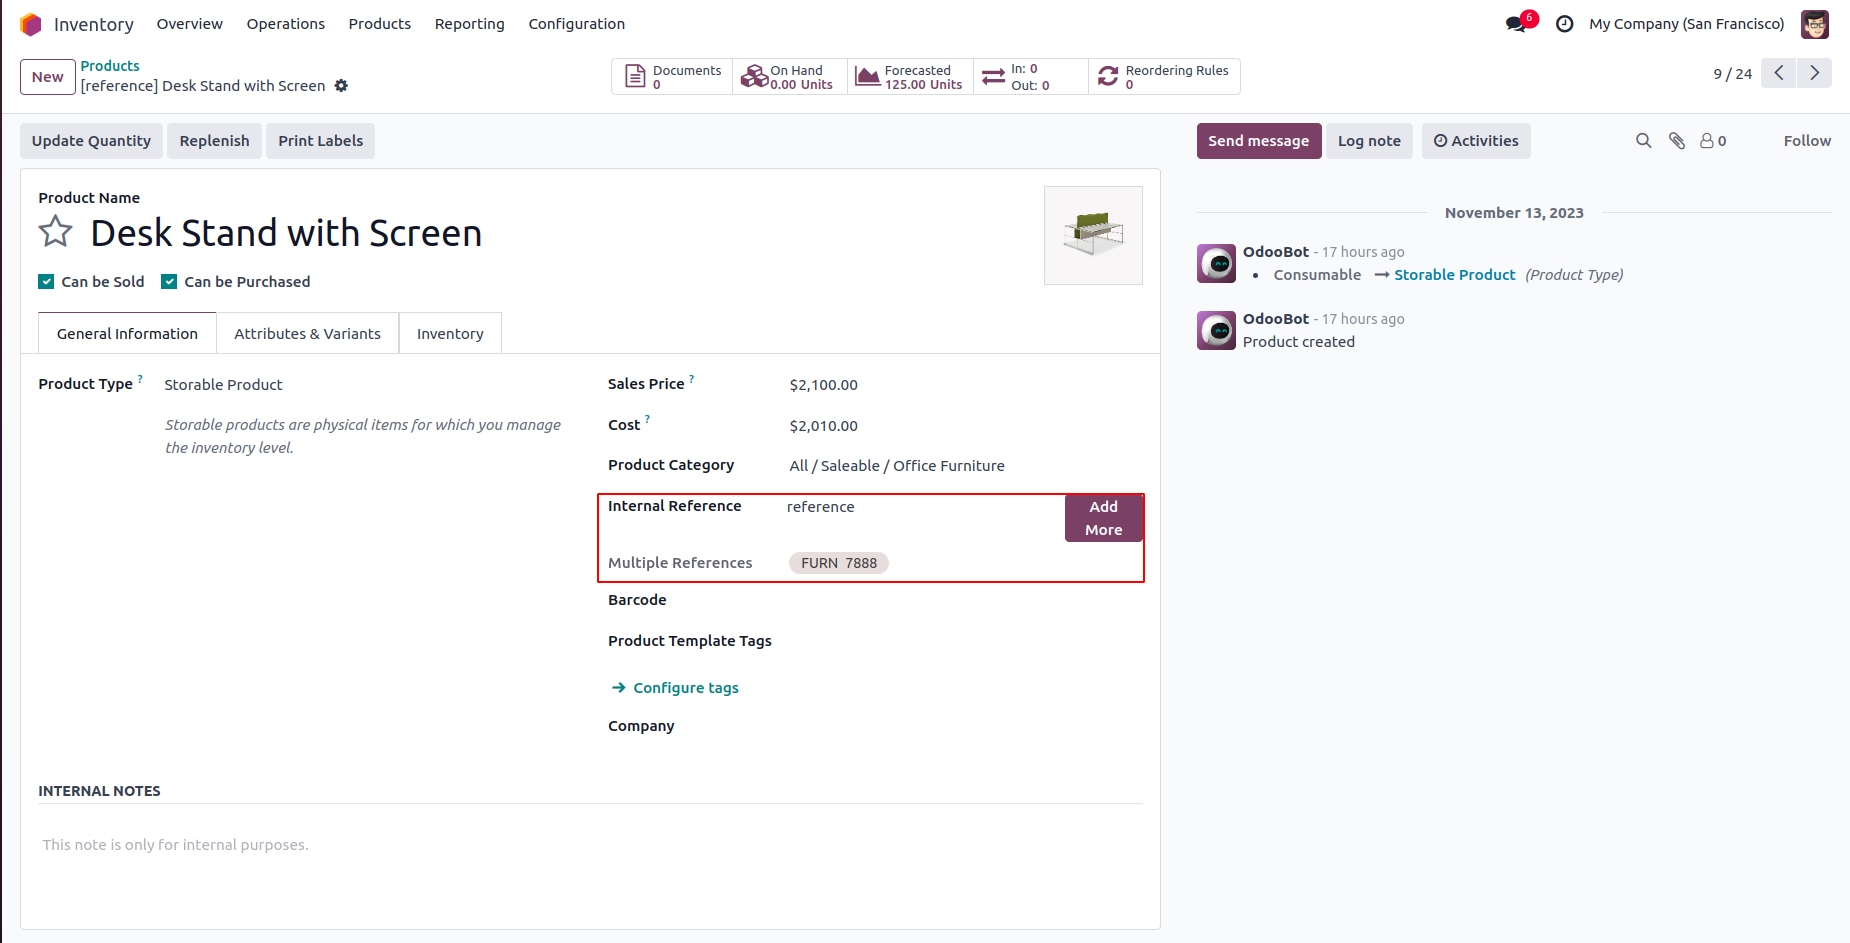 Inventory Overview Operations Products Reporting Configuration 6 My Company (San Francisco)
New
Products
[reference] Desk Stand with Screen
Documents
0
On Hand
0.00 Units
Forecasted
125.00 Units
In: 0
Out: 0
Reordering Rules
0
9 / 24
Update Quantity Replenish Print Labels
Send message Log note Activities 0 Follow
Product Name
Desk Stand with Screen
Can be Sold Can be Purchased
General Information Attributes & Variants Inventory
Product Type ? Storable Product
Storable products are physical items for which you manage
the inventory level.
Sales Price ? $2,100.00
Cost ? $2,010.00
Product Category All / Saleable / Office Furniture
Internal Reference reference
Add
More
Multiple References FURN 7888
Barcode
Product Template Tags
Configure tags
Company
INTERNAL NOTES
This note is only for internal purposes.
November 13, 2023
OdooBot - 17 hours ago
• Consumable → Storable Product (Product Type)
OdooBot - 17 hours ago
Product created